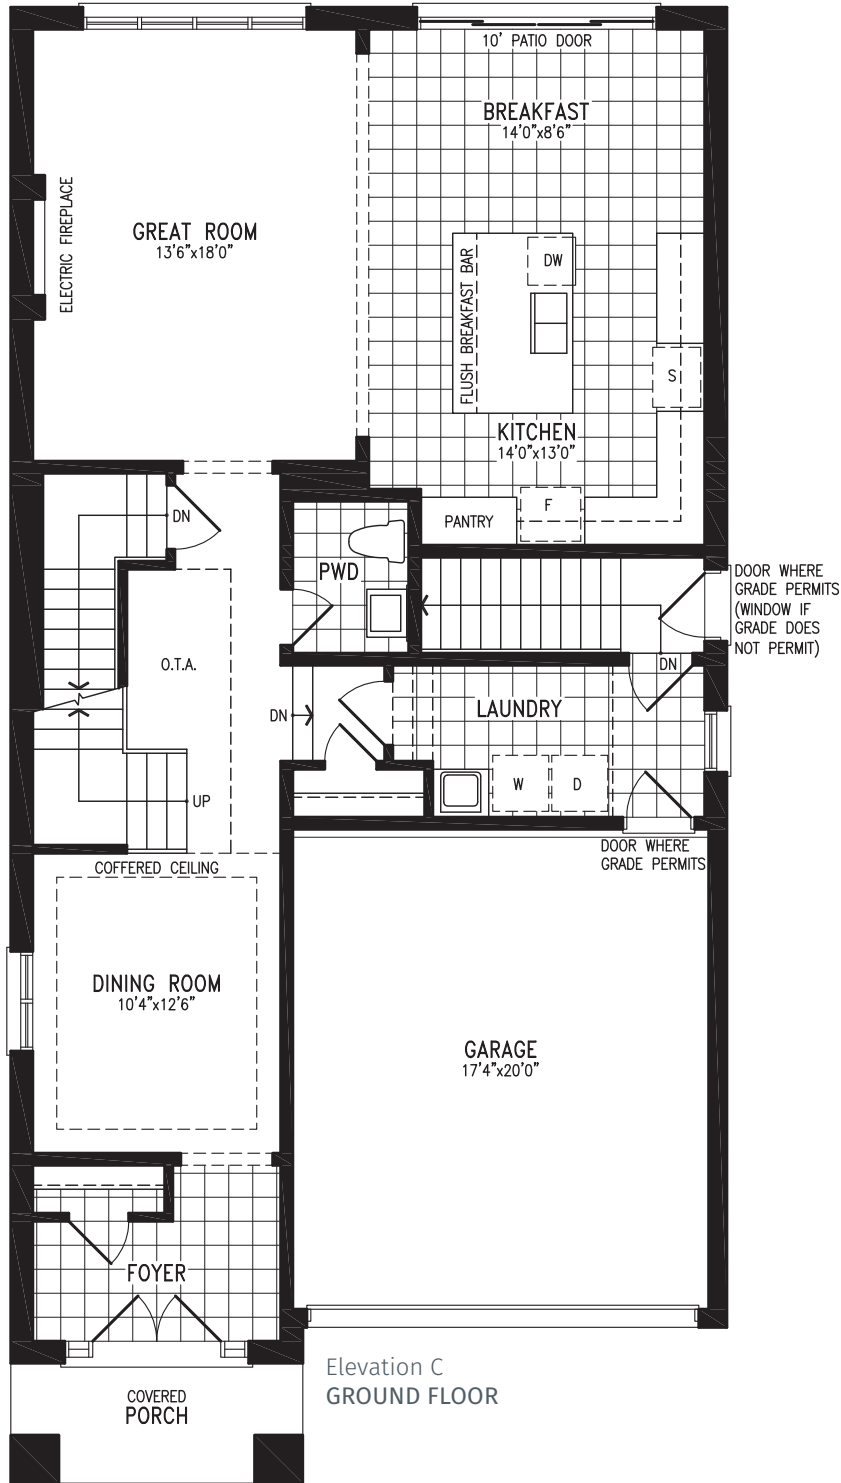 10' PATIO DOOR
BREAKFAST
14'0"x8'6"
ELECTRIC FIREPLACE
GREAT ROOM
13'6"x18'0"
FLUSH BREAKFAST BAR
DW
S
KITCHEN
14'0"x13'0"
F
PANTRY
DN
PWD
DOOR WHERE
GRADE PERMITS
(WINDOW IF
GRADE DOES
NOT PERMIT)
O.T.A.
DN
DN
LAUNDRY
W
D
UP
DOOR WHERE
GRADE PERMITS
COFFERED CEILING
DINING ROOM
10'4"x12'6"
GARAGE
17'4"x20'0"
FOYER
Elevation C
GROUND FLOOR
COVERED
PORCH